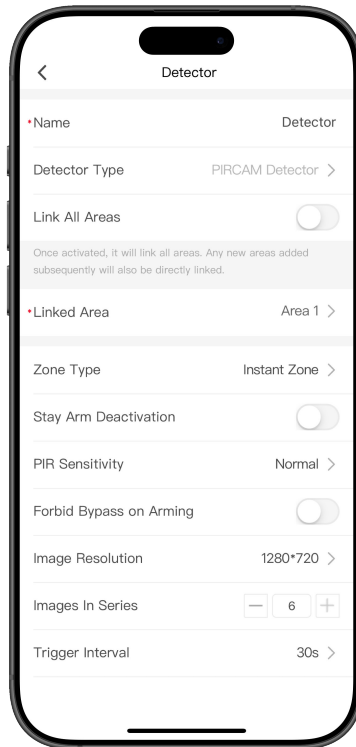 Detector
*Name Detector
Detector Type PIRCAM Detector >
Link All Areas
Once activated, it will link all areas. Any new areas added
subsequently will also be directly linked.
*Linked Area Area 1 >
Zone Type Instant Zone >
Stay Arm Deactivation
PIR Sensitivity Normal >
Forbid Bypass on Arming
Image Resolution 1280*720 >
Images In Series — 6 +
Trigger Interval 30s >